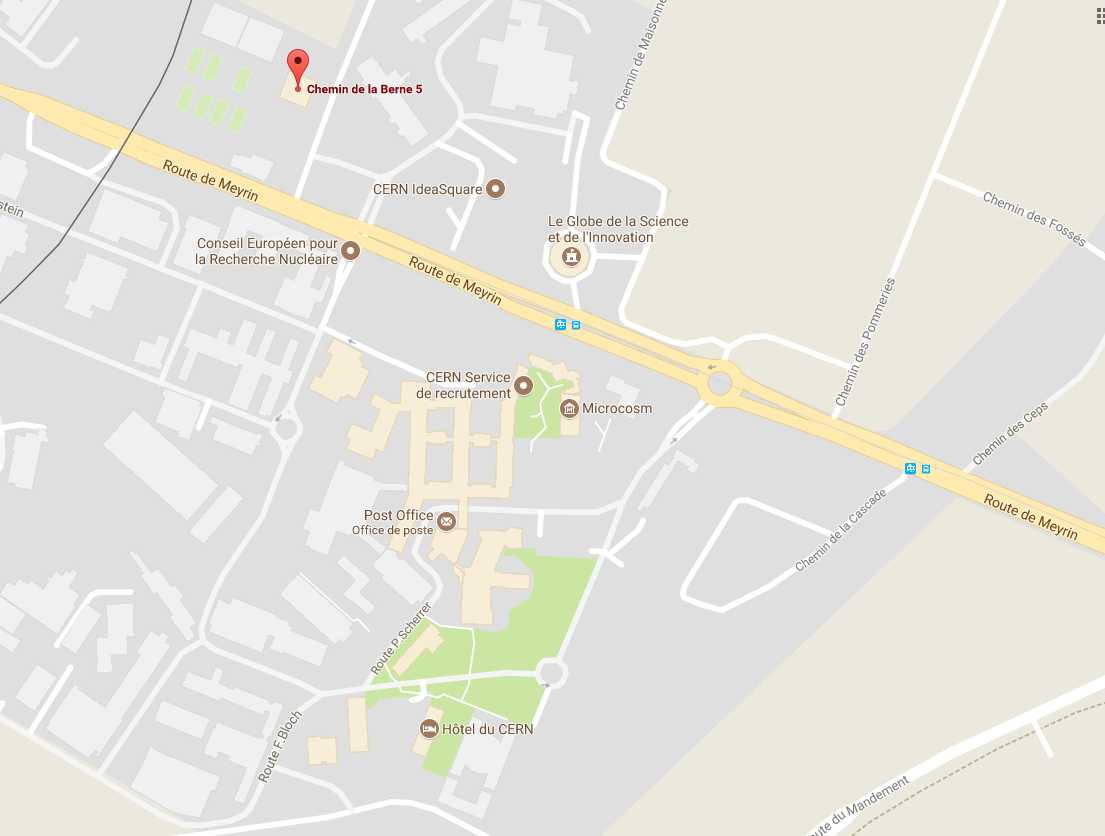 Chemin de Maisonne
Chemin de la Berne 5
Route de Meyrin
CERN IdeaSquare
Chemin des Fossés
stein
Le Globe de la Science
et de l'Innovation
Conseil Européen pour
la Recherche Nucléaire
Route de Meyrin
Chemin des Pommeries
CERN Service
de recrutement
Microcosm
Chemin des Ceps
Route de Meyrin
Chemin de la Cascade
Post Office
Office de poste
Route P.Scherrer
Route F.Bloch
Hôtel du CERN
oute du Mandement